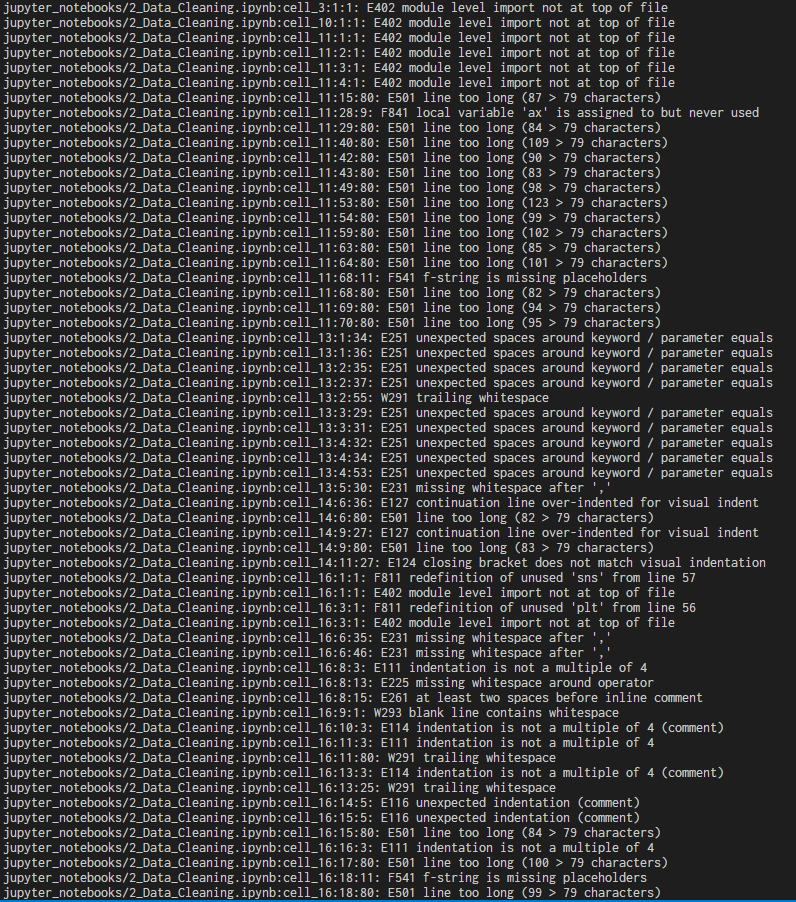 jupyter_notebooks/2_Data_Cleaning.ipynb:cell_3:1:1: E402 module level import not at top of file
jupyter_notebooks/2_Data_Cleaning.ipynb:cell_10:1:1: E402 module level import not at top of file
jupyter_notebooks/2_Data_Cleaning.ipynb:cell_11:1:1: E402 module level import not at top of file
jupyter_notebooks/2_Data_Cleaning.ipynb:cell_11:2:1: E402 module level import not at top of file
jupyter_notebooks/2_Data_Cleaning.ipynb:cell_11:3:1: E402 module level import not at top of file
jupyter_notebooks/2_Data_Cleaning.ipynb:cell_11:4:1: E402 module level import not at top of file
jupyter_notebooks/2_Data_Cleaning.ipynb:cell_11:15:80: E501 line too long (87 > 79 characters)
jupyter_notebooks/2_Data_Cleaning.ipynb:cell_11:28:9: F841 local variable 'ax' is assigned to but never used
jupyter_notebooks/2_Data_Cleaning.ipynb:cell_11:29:80: E501 line too long (84 > 79 characters)
jupyter_notebooks/2_Data_Cleaning.ipynb:cell_11:40:80: E501 line too long (109 > 79 characters)
jupyter_notebooks/2_Data_Cleaning.ipynb:cell_11:42:80: E501 line too long (90 > 79 characters)
jupyter_notebooks/2_Data_Cleaning.ipynb:cell_11:43:80: E501 line too long (83 > 79 characters)
jupyter_notebooks/2_Data_Cleaning.ipynb:cell_11:49:80: E501 line too long (98 > 79 characters)
jupyter_notebooks/2_Data_Cleaning.ipynb:cell_11:53:80: E501 line too long (123 > 79 characters)
jupyter_notebooks/2_Data_Cleaning.ipynb:cell_11:54:80: E501 line too long (99 > 79 characters)
jupyter_notebooks/2_Data_Cleaning.ipynb:cell_11:59:80: E501 line too long (102 > 79 characters)
jupyter_notebooks/2_Data_Cleaning.ipynb:cell_11:63:80: E501 line too long (85 > 79 characters)
jupyter_notebooks/2_Data_Cleaning.ipynb:cell_11:64:80: E501 line too long (101 > 79 characters)
jupyter_notebooks/2_Data_Cleaning.ipynb:cell_11:68:11: F541 f-string is missing placeholders
jupyter_notebooks/2_Data_Cleaning.ipynb:cell_11:68:80: E501 line too long (82 > 79 characters)
jupyter_notebooks/2_Data_Cleaning.ipynb:cell_11:69:80: E501 line too long (94 > 79 characters)
jupyter_notebooks/2_Data_Cleaning.ipynb:cell_11:70:80: E501 line too long (95 > 79 characters)
jupyter_notebooks/2_Data_Cleaning.ipynb:cell_13:1:34: E251 unexpected spaces around keyword / parameter equals
jupyter_notebooks/2_Data_Cleaning.ipynb:cell_13:1:36: E251 unexpected spaces around keyword / parameter equals
jupyter_notebooks/2_Data_Cleaning.ipynb:cell_13:2:35: E251 unexpected spaces around keyword / parameter equals
jupyter_notebooks/2_Data_Cleaning.ipynb:cell_13:2:37: E251 unexpected spaces around keyword / parameter equals
jupyter_notebooks/2_Data_Cleaning.ipynb:cell_13:2:55: W291 trailing whitespace
jupyter_notebooks/2_Data_Cleaning.ipynb:cell_13:3:29: E251 unexpected spaces around keyword / parameter equals
jupyter_notebooks/2_Data_Cleaning.ipynb:cell_13:3:31: E251 unexpected spaces around keyword / parameter equals
jupyter_notebooks/2_Data_Cleaning.ipynb:cell_13:4:32: E251 unexpected spaces around keyword / parameter equals
jupyter_notebooks/2_Data_Cleaning.ipynb:cell_13:4:34: E251 unexpected spaces around keyword / parameter equals
jupyter_notebooks/2_Data_Cleaning.ipynb:cell_13:4:53: E251 unexpected spaces around keyword / parameter equals
jupyter_notebooks/2_Data_Cleaning.ipynb:cell_13:5:30: E231 missing whitespace after ','
jupyter_notebooks/2_Data_Cleaning.ipynb:cell_14:6:36: E127 continuation line over-indented for visual indent
jupyter_notebooks/2_Data_Cleaning.ipynb:cell_14:6:80: E501 line too long (82 > 79 characters)
jupyter_notebooks/2_Data_Cleaning.ipynb:cell_14:9:27: E127 continuation line over-indented for visual indent
jupyter_notebooks/2_Data_Cleaning.ipynb:cell_14:9:80: E501 line too long (83 > 79 characters)
jupyter_notebooks/2_Data_Cleaning.ipynb:cell_14:11:27: E124 closing bracket does not match visual indentation
jupyter_notebooks/2_Data_Cleaning.ipynb:cell_16:1:1: F811 redefinition of unused 'sns' from line 57
jupyter_notebooks/2_Data_Cleaning.ipynb:cell_16:1:1: E402 module level import not at top of file
jupyter_notebooks/2_Data_Cleaning.ipynb:cell_16:3:1: F811 redefinition of unused 'plt' from line 56
jupyter_notebooks/2_Data_Cleaning.ipynb:cell_16:3:1: E402 module level import not at top of file
jupyter_notebooks/2_Data_Cleaning.ipynb:cell_16:6:35: E231 missing whitespace after ','
jupyter_notebooks/2_Data_Cleaning.ipynb:cell_16:6:46: E231 missing whitespace after ','
jupyter_notebooks/2_Data_Cleaning.ipynb:cell_16:8:3: E111 indentation is not a multiple of 4
jupyter_notebooks/2_Data_Cleaning.ipynb:cell_16:8:13: E225 missing whitespace around operator
jupyter_notebooks/2_Data_Cleaning.ipynb:cell_16:8:15: E261 at least two spaces before inline comment
jupyter_notebooks/2_Data_Cleaning.ipynb:cell_16:9:1: W293 blank line contains whitespace
jupyter_notebooks/2_Data_Cleaning.ipynb:cell_16:10:3: E114 indentation is not a multiple of 4 (comment)
jupyter_notebooks/2_Data_Cleaning.ipynb:cell_16:11:3: E111 indentation is not a multiple of 4
jupyter_notebooks/2_Data_Cleaning.ipynb:cell_16:11:80: W291 trailing whitespace
jupyter_notebooks/2_Data_Cleaning.ipynb:cell_16:13:3: E114 indentation is not a multiple of 4 (comment)
jupyter_notebooks/2_Data_Cleaning.ipynb:cell_16:13:25: W291 trailing whitespace
jupyter_notebooks/2_Data_Cleaning.ipynb:cell_16:14:5: E116 unexpected indentation (comment)
jupyter_notebooks/2_Data_Cleaning.ipynb:cell_16:15:5: E116 unexpected indentation (comment)
jupyter_notebooks/2_Data_Cleaning.ipynb:cell_16:15:80: E501 line too long (84 > 79 characters)
jupyter_notebooks/2_Data_Cleaning.ipynb:cell_16:16:3: E111 indentation is not a multiple of 4
jupyter_notebooks/2_Data_Cleaning.ipynb:cell_16:17:80: E501 line too long (100 > 79 characters)
jupyter_notebooks/2_Data_Cleaning.ipynb:cell_16:18:11: F541 f-string is missing placeholders
jupyter_notebooks/2_Data_Cleaning.ipynb:cell_16:18:80: E501 line too long (99 > 79 characters)